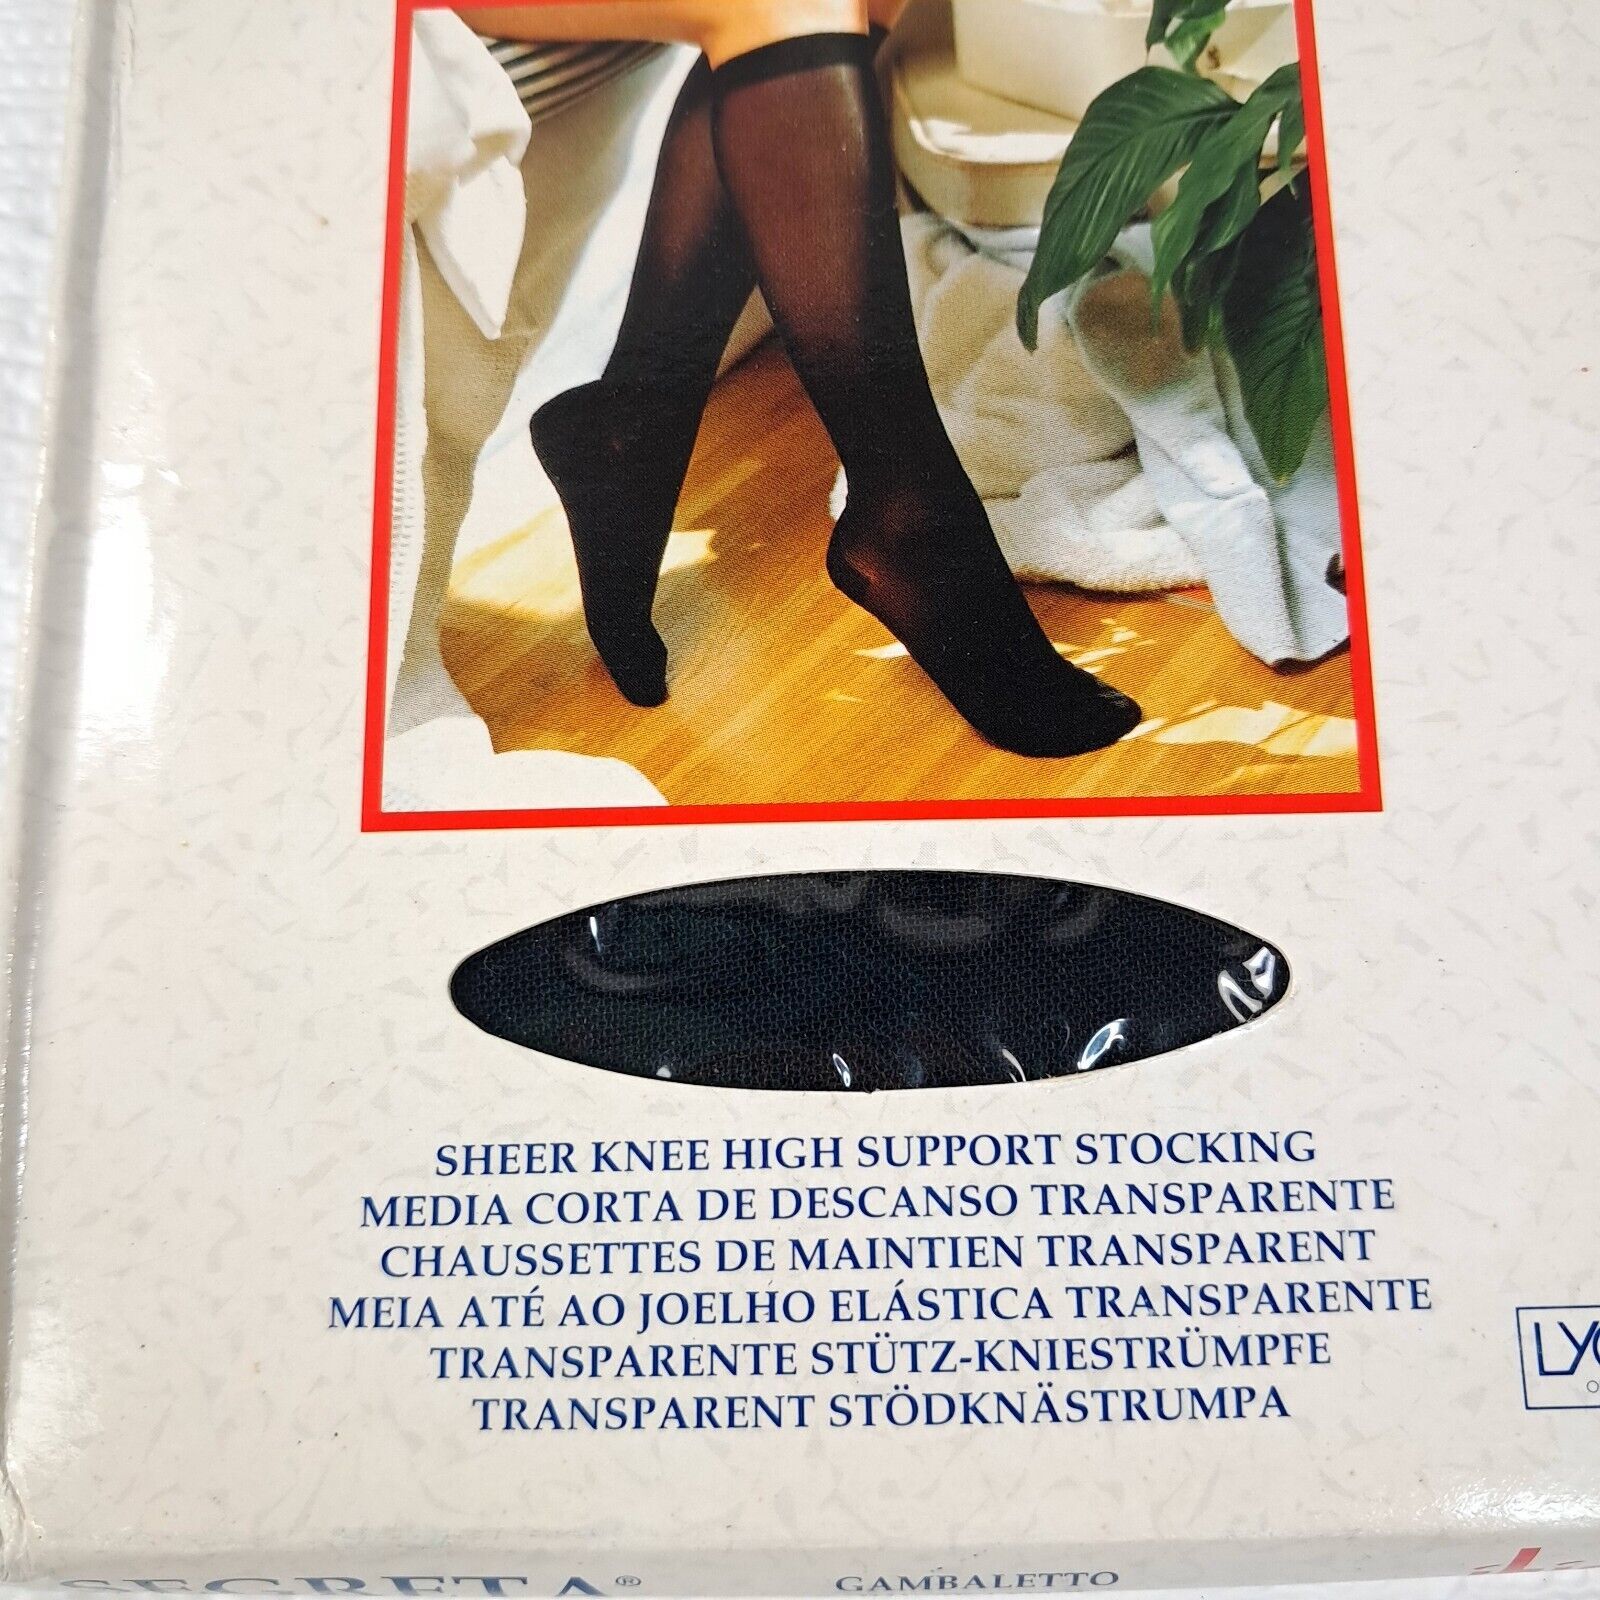 SHEER KNEE HIGH SUPPORT STOCKING
MEDIA CORTA DE DESCANSO TRANSPARENTE
CHAUSSETTES DE MAINTIEN TRANSPARENT
MEIA ATÉ AO JOELHO ELÁSTICA TRANSPARENTE
TRANSPARENTE STÜTZ-KNIESTRÜMPFE
TRANSPARENT STÖDKNÄSTRUMPA
SEGRETA® GAMBALETTO